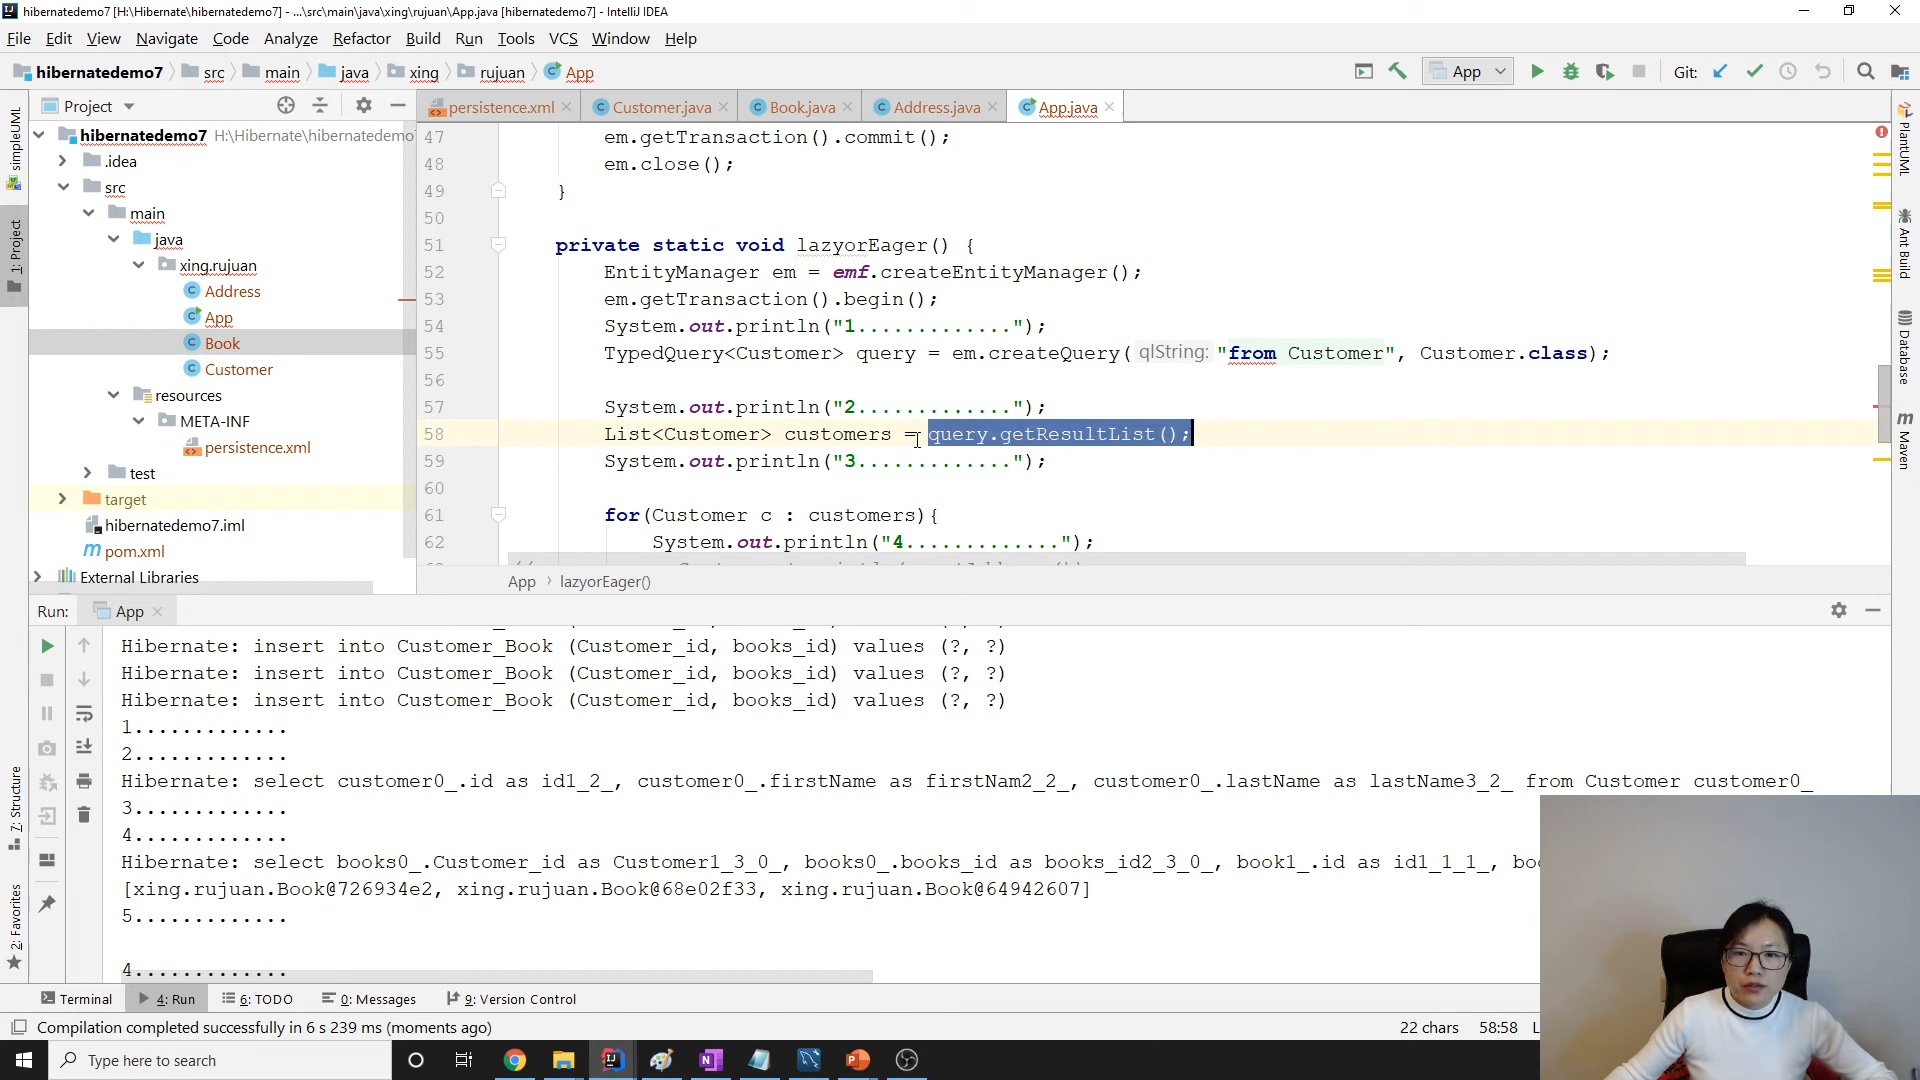 hibernatedemo7 [H:\Hibernate\hibernatedemo7] - ...\src\main\java\xing\rujuan\App.java [hibernatedemo7] - IntelliJ IDEA
File Edit View Navigate Code Analyze Refactor Build Run Tools VCS Window Help
hibernatedemo7 src main java xing rujuan App
App
Git:
Project
persistence.xml Customer.java Book.java Address.java App.java
simpleUML
1: Project
7: Structure
2: Favorites
hibernatedemo7 H:\Hibernate\hibernatedemo
.idea
src
main
java
xing.rujuan
Address
App
Book
Customer
resources
META-INF
persistence.xml
test
target
hibernatedemo7.iml
pom.xml
External Libraries
47 em.getTransaction().commit();
48 em.close();
49 }
50
51 private static void lazyorEager() {
52 EntityManager em = emf.createEntityManager();
53 em.getTransaction().begin();
54 System.out.println("1.............");
55 TypedQuery<Customer> query = em.createQuery( qlString: "from Customer", Customer.class);
56
57 System.out.println("2.............");
58 List<Customer> customers = query.getResultList();
59 System.out.println("3.............");
60
61 for(Customer c : customers){
62 System.out.println("4.............");
App › lazyorEager()
PlantUML
Ant Build
Database
Maven
Run: App
Hibernate: insert into Customer_Book (Customer_id, books_id) values (?, ?)
Hibernate: insert into Customer_Book (Customer_id, books_id) values (?, ?)
Hibernate: insert into Customer_Book (Customer_id, books_id) values (?, ?)
1.............
2.............
Hibernate: select customer0_.id as id1_2_, customer0_.firstName as firstNam2_2_, customer0_.lastName as lastName3_2_ from Customer customer0_
3.............
4.............
Hibernate: select books0_.Customer_id as Customer1_3_0_, books0_.books_id as books_id2_3_0_, book1_.id as id1_1_1_,
[xing.rujuan.Book@726934e2, xing.rujuan.Book@68e02f33, xing.rujuan.Book@64942607]
5.............
4.............
Terminal 4: Run 6: TODO 0: Messages 9: Version Control
Compilation completed successfully in 6 s 239 ms (moments ago)
22 chars 58:58
Type here to search